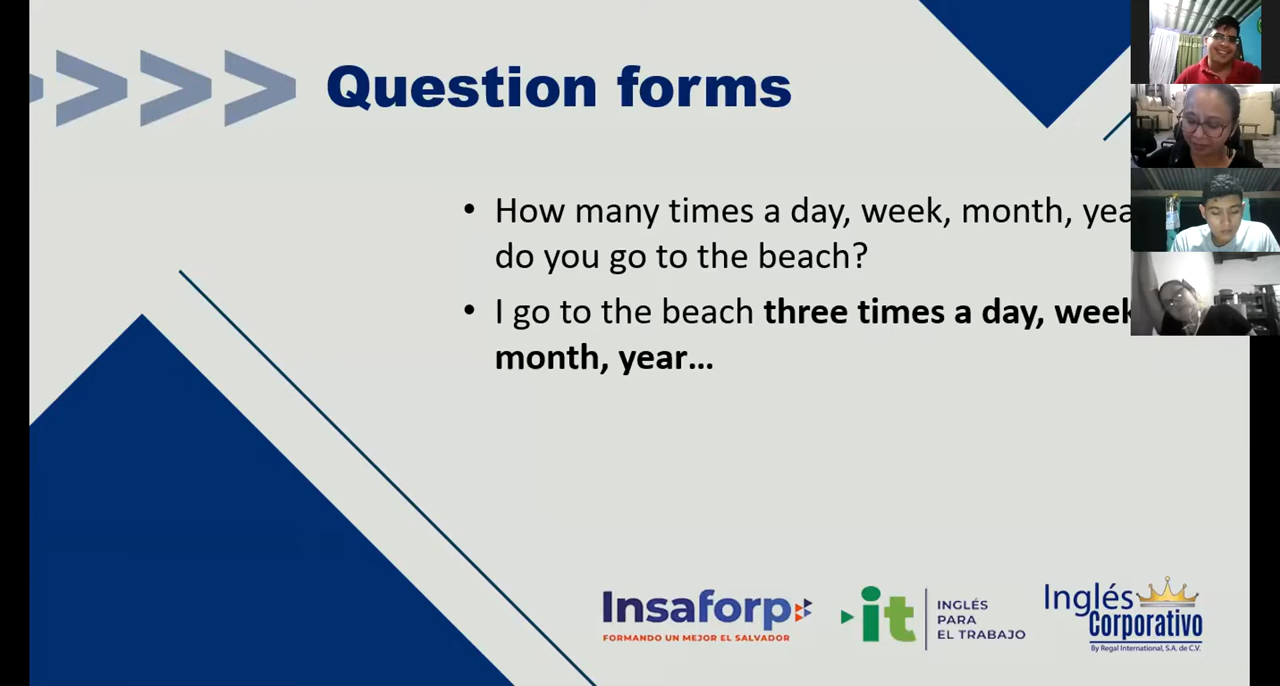 Question forms
• How many times a day, week, month, yea
do you go to the beach?
• I go to the beach three times a day, week
month, year...
Insaforp
FORMANDO UN MEJOR EL SALVADOR
it
INGLÉS
PARA
EL TRABAJO
Inglés
Corporativo
By Regal International, S.A. de C.V.